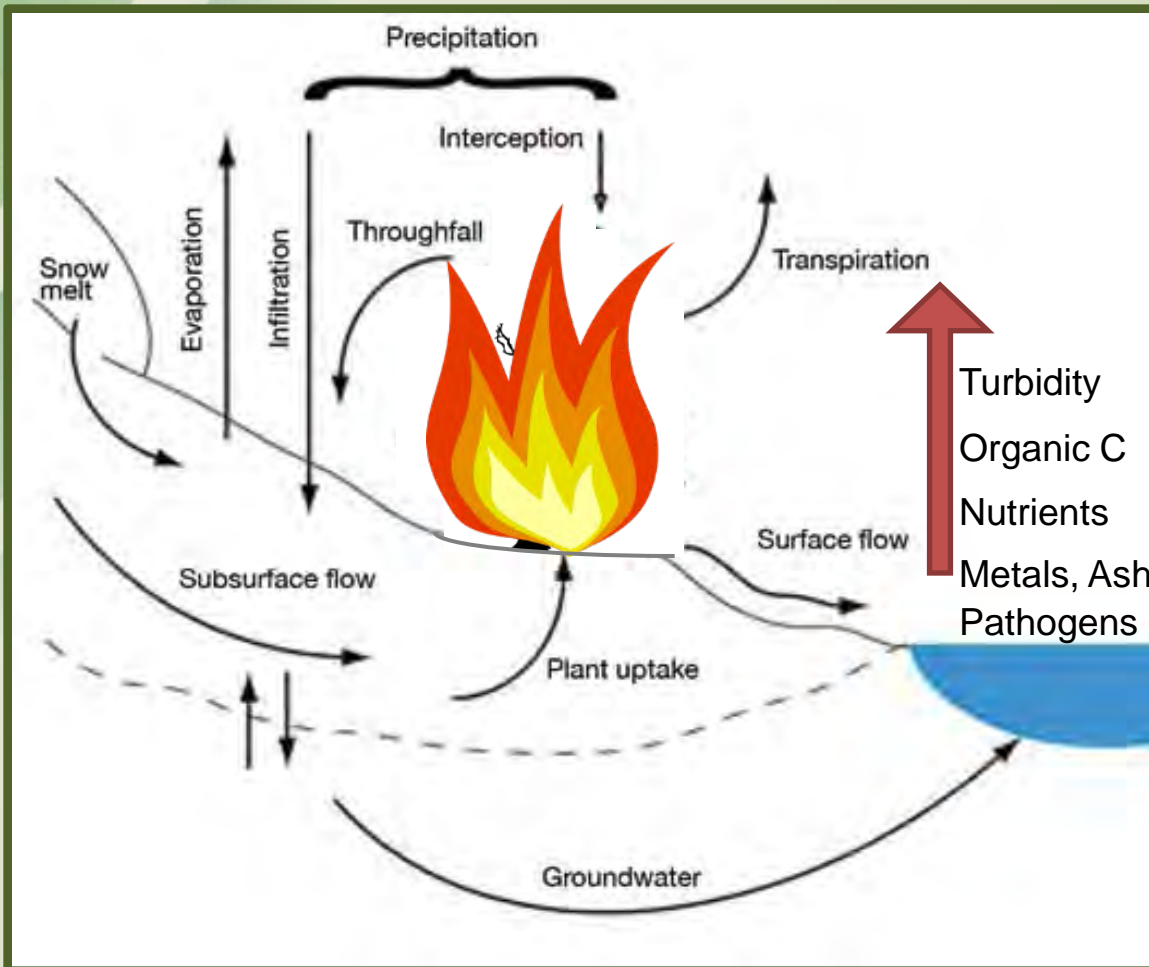 Precipitation
Interception
Evaporation
Infiltration
Throughfall
Snow
melt
Transpiration
Turbidity
Organic C
Nutrients
Metals, Ash
Pathogens
Surface flow
Subsurface flow
Plant uptake
Groundwater